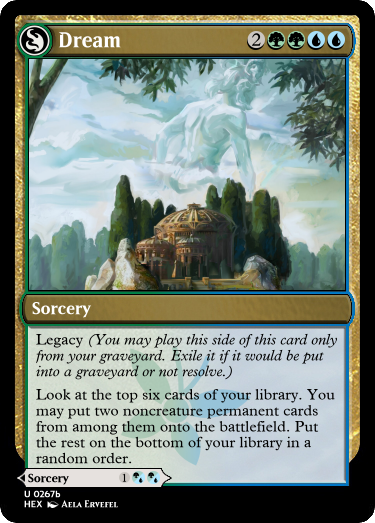 Dream 2
Sorcery
Legacy (You may play this side of this card only
from your graveyard. Exile it if it would be put
into a graveyard or not resolve.)
Look at the top six cards of your library. You
may put two noncreature permanent cards
from among them onto the battlefield. Put
the rest on the bottom of your library in a
random order.
Sorcery 1
U 0267b
HEX AELA ERVEFEL